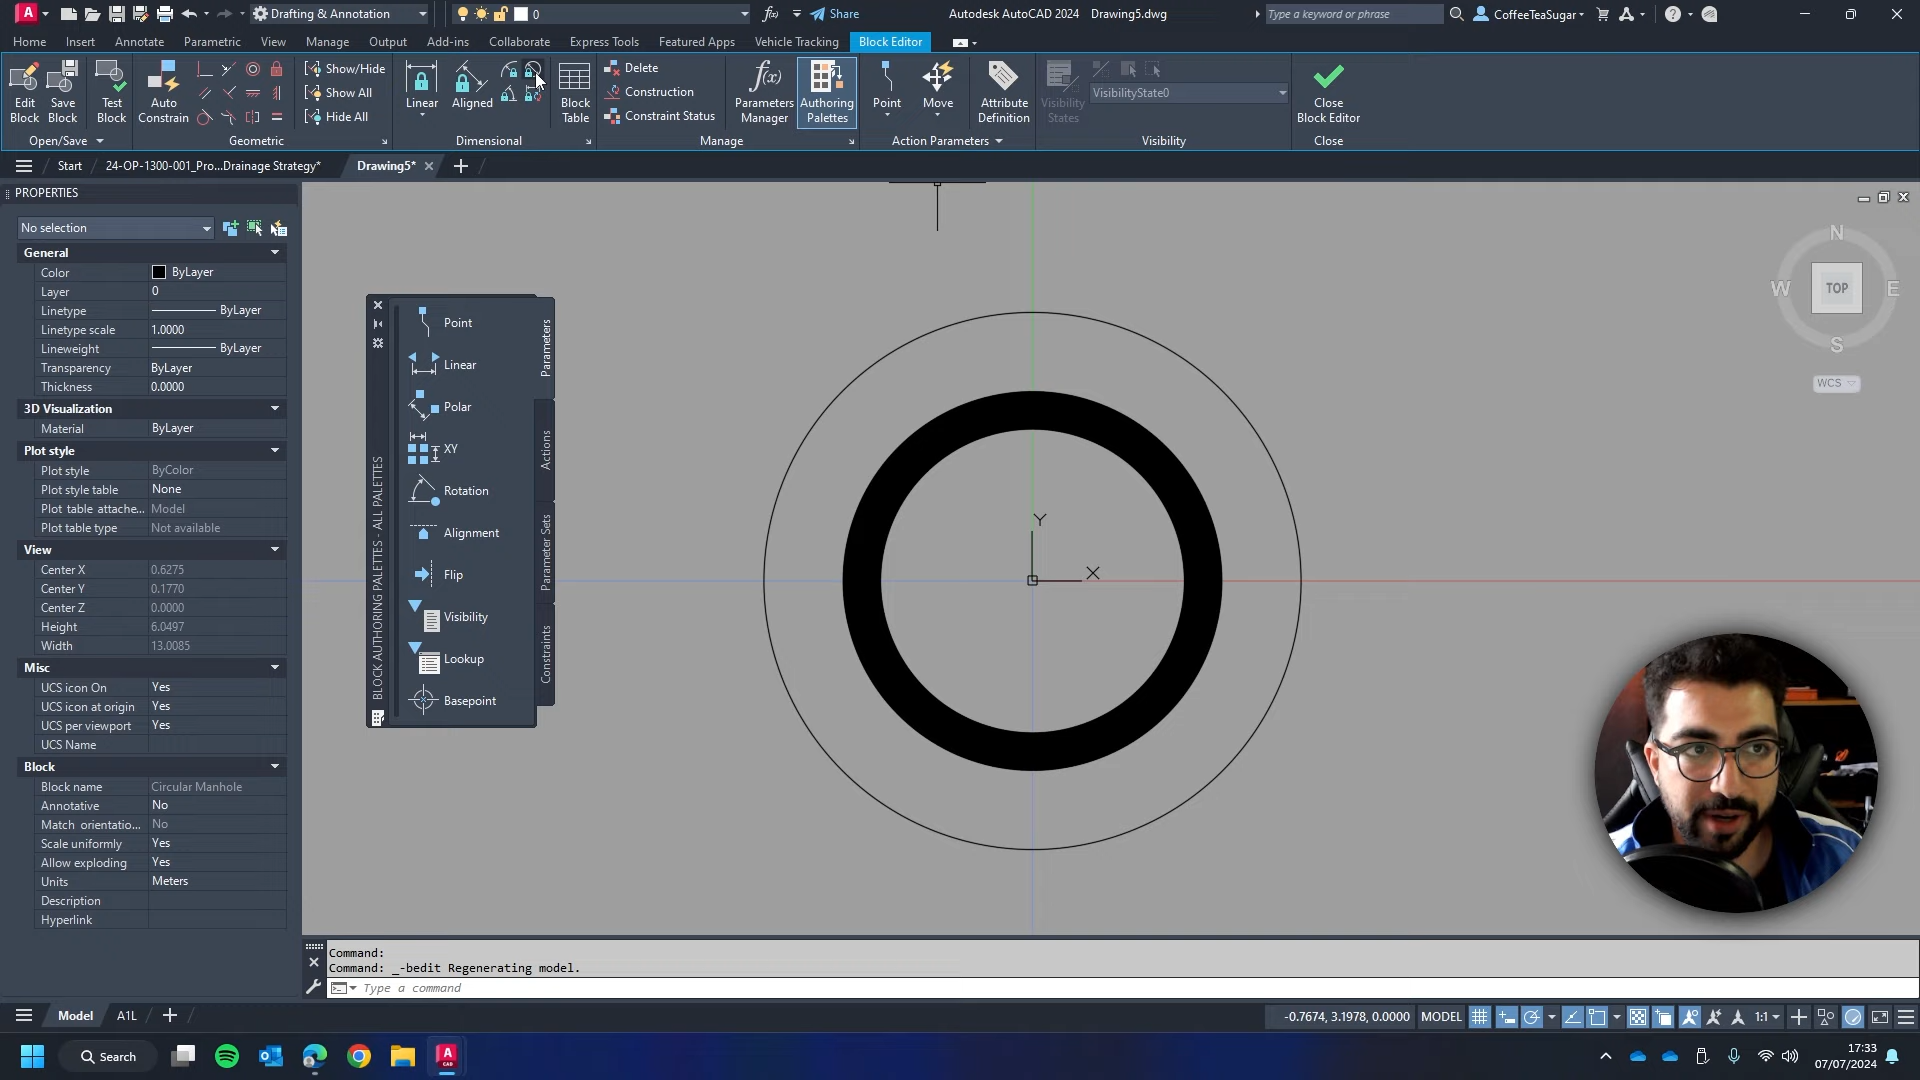 A
Drafting & Annotation
0
Share
Autodesk AutoCAD 2024 Drawing5.dwg
Type a keyword or phrase
CoffeeTeaSugar
Home Insert Annotate Parametric View Manage Output Add-ins Collaborate Express Tools Featured Apps Vehicle Tracking Block Editor
Edit Block
Save Block
Test Block
Auto Constrain
Show/Hide
Show All
Hide All
Linear
Aligned
Block Table
Delete
Construction
Constraint Status
Parameters Manager
Authoring Palettes
Point
Move
Attribute Definition
Visibility States
VisibilityState0
Close Block Editor
Open/Save
Geometric
Dimensional
Manage
Action Parameters
Visibility
Close
Start 24-OP-1300-001_Pro...Drainage Strategy* Drawing5*
PROPERTIES
No selection
General
Color ByLayer
Layer 0
Linetype ByLayer
Linetype scale 1.0000
Lineweight ByLayer
Transparency ByLayer
Thickness 0.0000
3D Visualization
Material ByLayer
Plot style
Plot style ByColor
Plot style table None
Plot table attache... Model
Plot table type Not available
View
Center X 0.6275
Center Y 0.1770
Center Z 0.0000
Height 6.0497
Width 13.0085
Misc
UCS icon On Yes
UCS icon at origin Yes
UCS per viewport Yes
UCS Name
Block
Block name Circular Manhole
Annotative No
Match orientatio... No
Scale uniformly Yes
Allow exploding Yes
Units Meters
Description
Hyperlink
BLOCK AUTHORING PALETTES - ALL PALETTES
Point
Linear
Polar
XY
Rotation
Alignment
Flip
Visibility
Lookup
Basepoint
Parameters
Actions
Parameter Sets
Constraints
Y
X
N
W TOP E
S
WCS
Command:
Command: _-bedit Regenerating model.
Type a command
Model A1L
-0.7674, 3.1978, 0.0000 MODEL
1:1
Search
17:33
07/07/2024